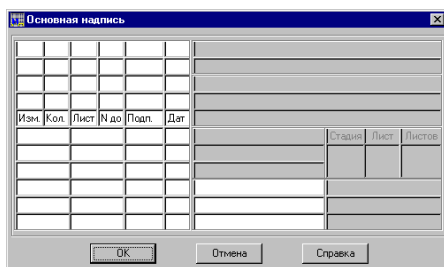 Основная надпись
Изм. Кол. Лист N до Подп. Дат
Стадия Лист Листов
OK Отмена Справка